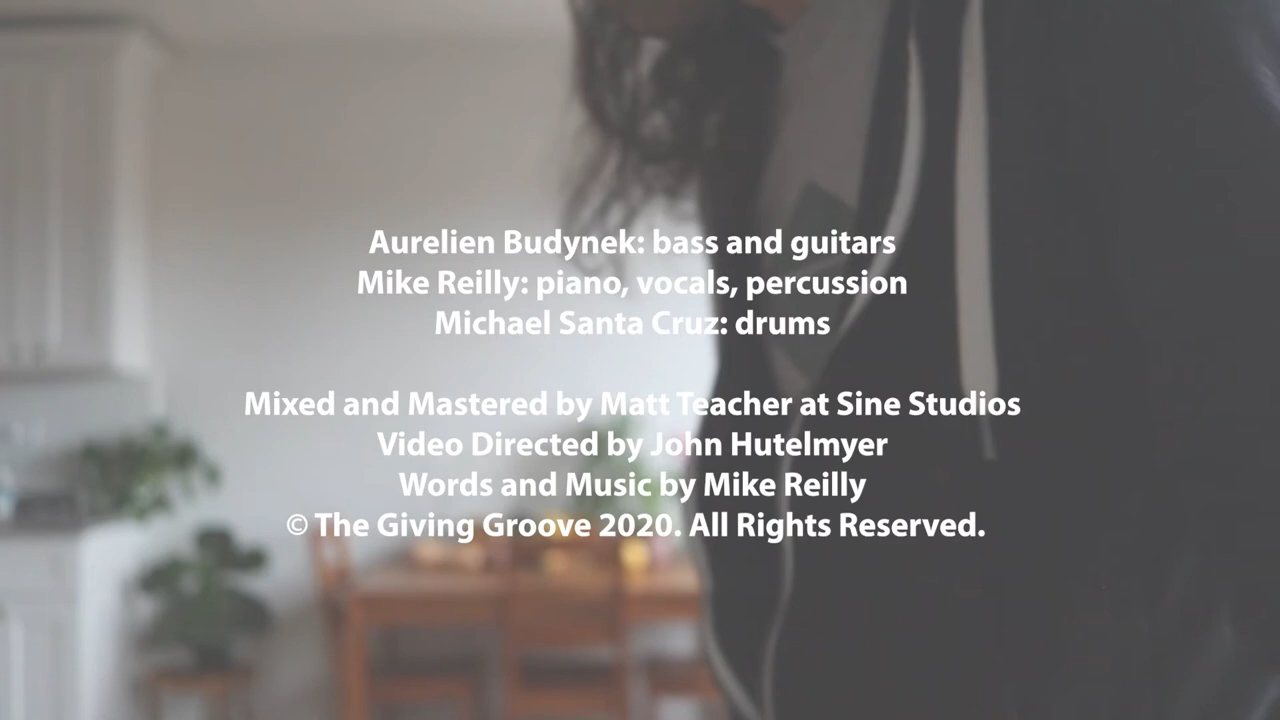 Aurelien Budynek: bass and guitars
Mike Reilly: piano, vocals, percussion
Michael Santa Cruz: drums
Mixed and Mastered by Matt Teacher at Sine Studios
Video Directed by John Hutelmyer
Words and Music by Mike Reilly
© The Giving Groove 2020. All Rights Reserved.